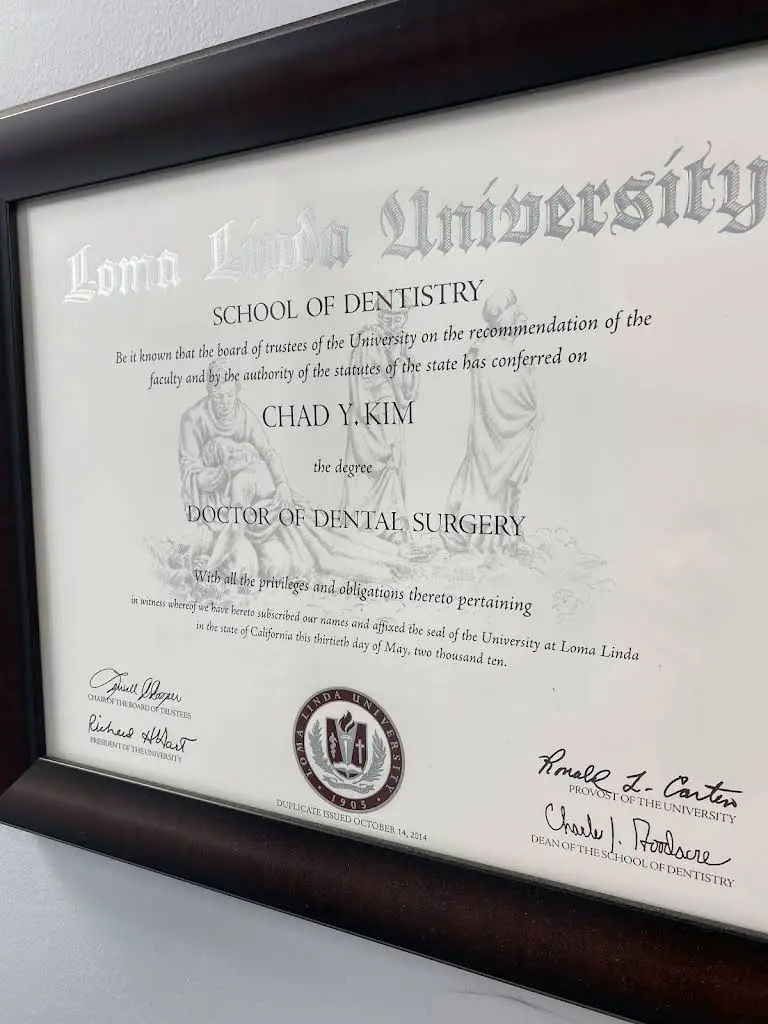 Loma Linda University
SCHOOL OF DENTISTRY
Be it known that the board of trustees of the University on the recommendation of the
faculty and by the authority of the statutes of the state has conferred on
CHAD Y. KIM
the degree
DOCTOR OF DENTAL SURGERY
With all the privileges and obligations thereto pertaining
in witness whereof we have hereto subscribed our names and affixed the seal of the University at Loma Linda
in the state of California this thirtieth day of May, two thousand ten.
CHAIR OF THE BOARD OF TRUSTEES
Richard H Hart
PRESIDENT OF THE UNIVERSITY
LOMA LINDA UNIVERSITY
1905
DUPLICATE ISSUED OCTOBER 14, 2014
Ronald L. Carter
PROVOST OF THE UNIVERSITY
Charles J. Goodacre
DEAN OF THE SCHOOL OF DENTISTRY